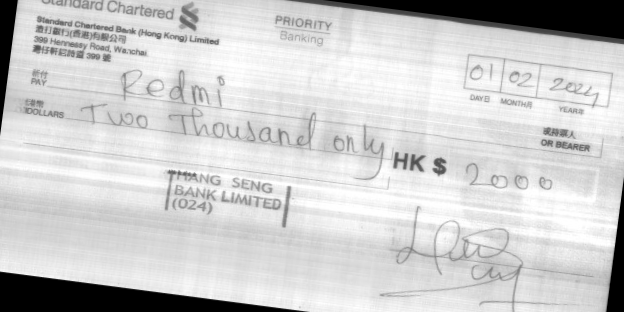 Standard Chartered
PRIORITY
Banking
Standard Chartered Bank (Hong Kong) Limited
渣打銀行(香港)有限公司
399 Hennessy Road, Wanchai
灣仔軒尼詩道 399 號
01 02 2024
DAY日 MONTH月 YEAR年
祈付
PAY Redmi
或持票人
OR BEARER
港幣
DOLLARS Two Thousand only
HK $ 2000
HANG SENG
BANK LIMITED
(024)